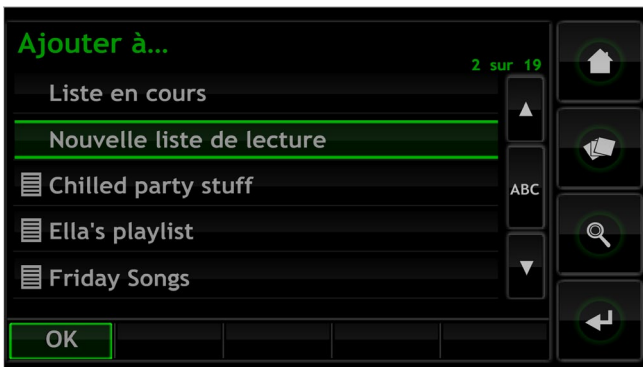 Ajouter à...
2 sur 19
Liste en cours
Nouvelle liste de lecture
Chilled party stuff
ABC
Ella's playlist
Friday Songs
OK